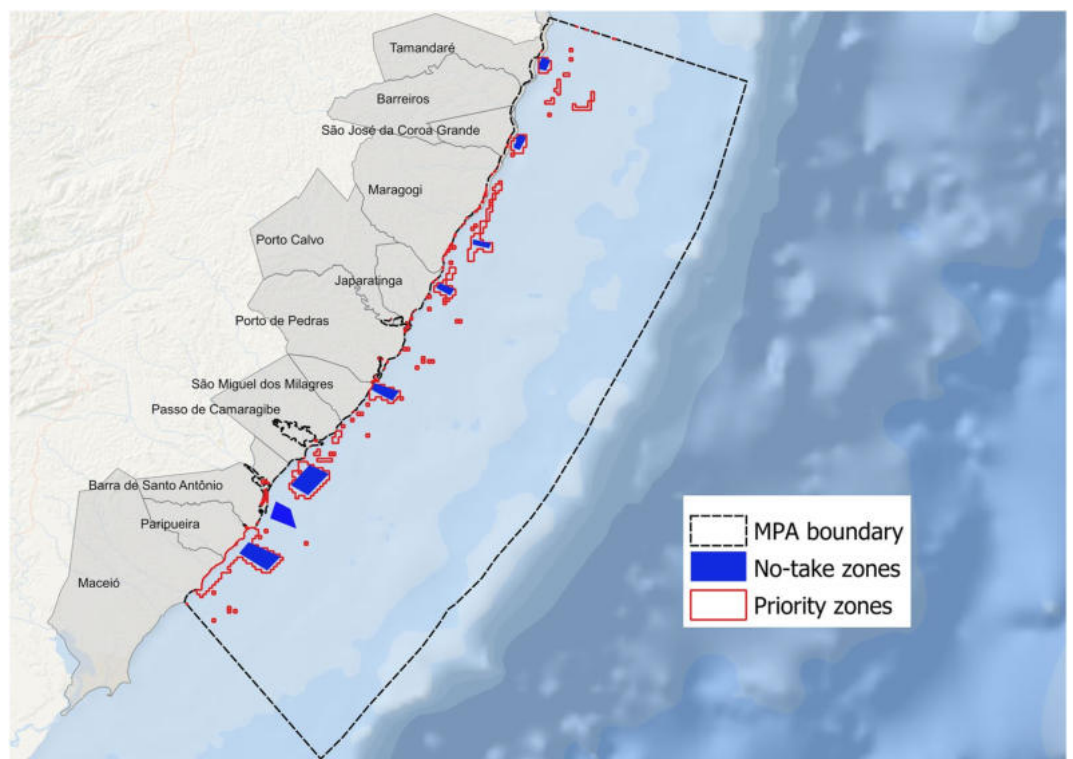 Tamandaré
Barreiros
São José da Coroa Grande
Maragogi
Porto Calvo
Japaratinga
Porto de Pedras
São Miguel dos Milagres
Passo de Camaragibe
Barra de Santo Antônio
Paripueira
Maceió
MPA boundary
No-take zones
Priority zones